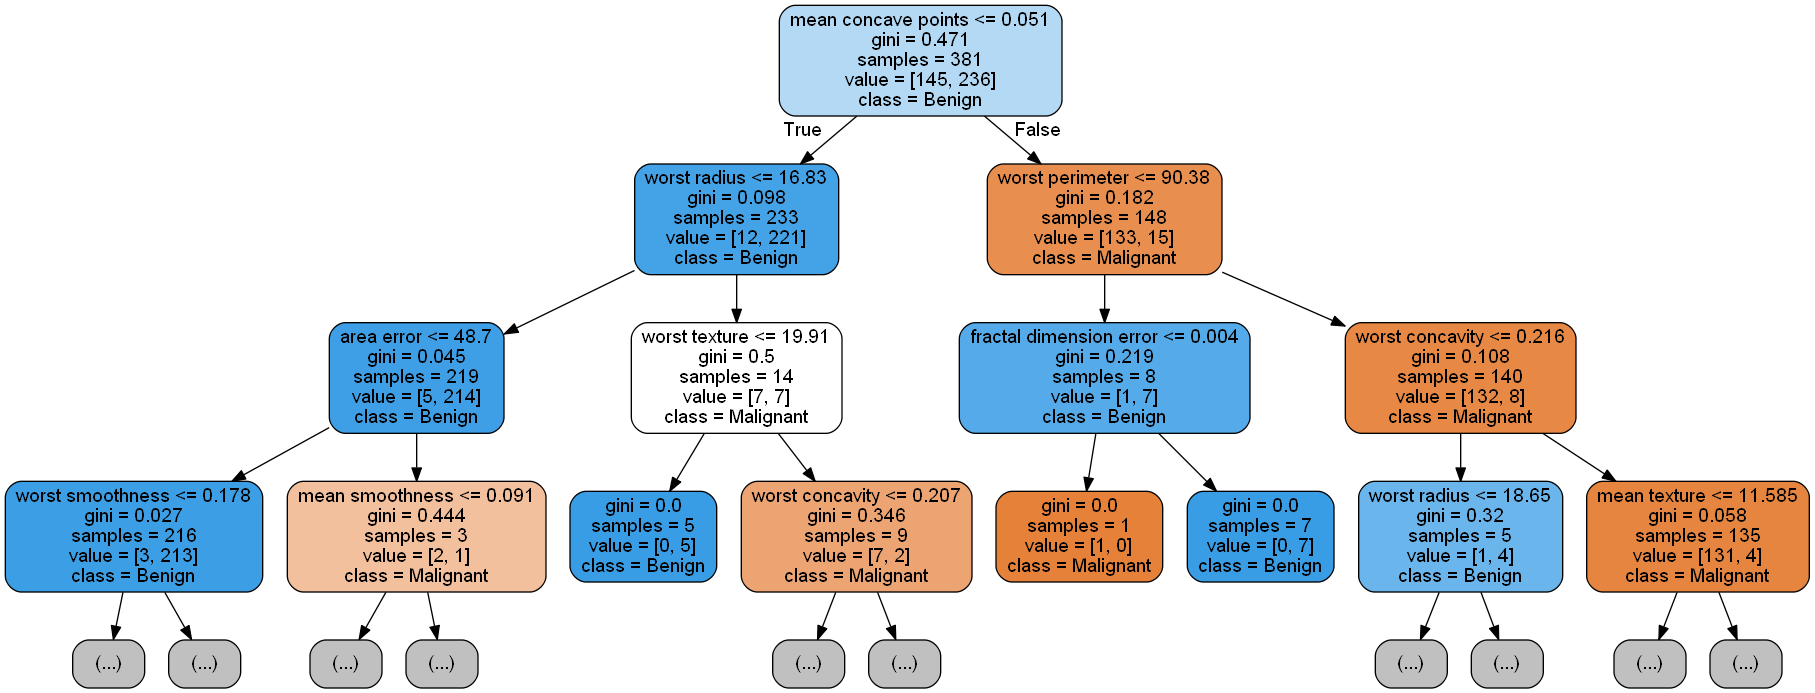 mean concave points <= 0.051
gini = 0.471
samples = 381
value = [145, 236]
class = Benign
True
False
worst radius <= 16.83
gini = 0.098
samples = 233
value = [12, 221]
class = Benign
worst perimeter <= 90.38
gini = 0.182
samples = 148
value = [133, 15]
class = Malignant
area error <= 48.7
gini = 0.045
samples = 219
value = [5, 214]
class = Benign
worst texture <= 19.91
gini = 0.5
samples = 14
value = [7, 7]
class = Malignant
fractal dimension error <= 0.004
gini = 0.219
samples = 8
value = [1, 7]
class = Benign
worst concavity <= 0.216
gini = 0.108
samples = 140
value = [132, 8]
class = Malignant
worst smoothness <= 0.178
gini = 0.027
samples = 216
value = [3, 213]
class = Benign
mean smoothness <= 0.091
gini = 0.444
samples = 3
value = [2, 1]
class = Malignant
gini = 0.0
samples = 5
value = [0, 5]
class = Benign
worst concavity <= 0.207
gini = 0.346
samples = 9
value = [7, 2]
class = Malignant
gini = 0.0
samples = 1
value = [1, 0]
class = Malignant
gini = 0.0
samples = 7
value = [0, 7]
class = Benign
worst radius <= 18.65
gini = 0.32
samples = 5
value = [1, 4]
class = Benign
mean texture <= 11.585
gini = 0.058
samples = 135
value = [131, 4]
class = Malignant
(...)
(...)
(...)
(...)
(...)
(...)
(...)
(...)
(...)
(...)